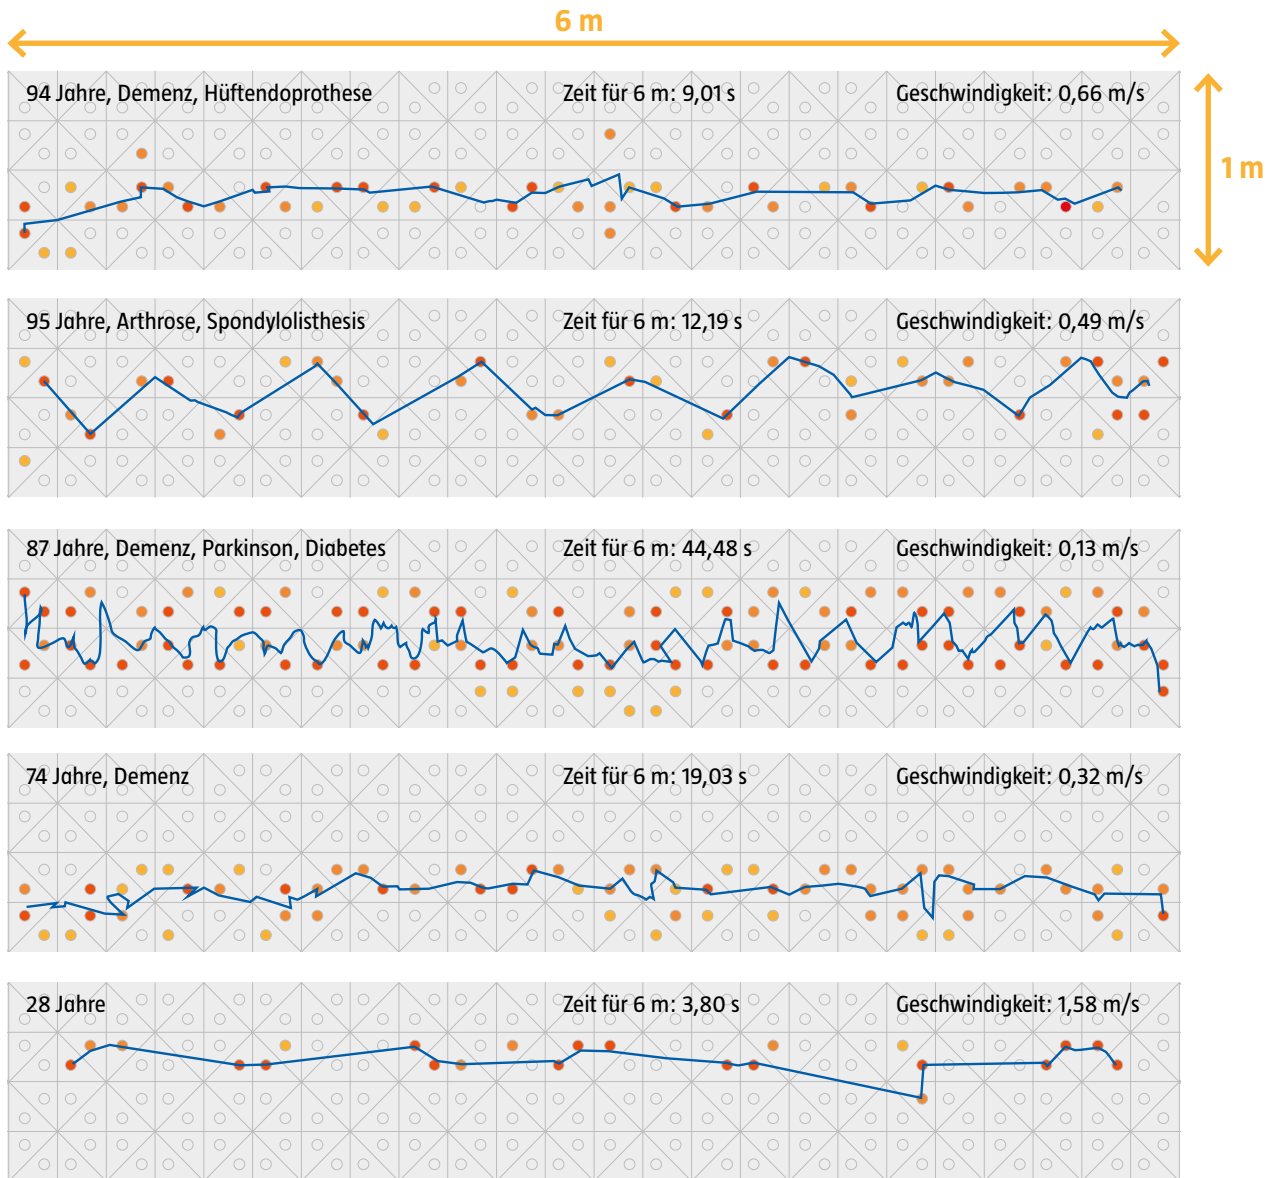 6 m
1 m
94 Jahre, Demenz, Hüftendoprothese Zeit für 6 m: 9,01 s Geschwindigkeit: 0,66 m/s
95 Jahre, Arthrose, Spondylolisthesis Zeit für 6 m: 12,19 s Geschwindigkeit: 0,49 m/s
87 Jahre, Demenz, Parkinson, Diabetes Zeit für 6 m: 44,48 s Geschwindigkeit: 0,13 m/s
74 Jahre, Demenz Zeit für 6 m: 19,03 s Geschwindigkeit: 0,32 m/s
28 Jahre Zeit für 6 m: 3,80 s Geschwindigkeit: 1,58 m/s